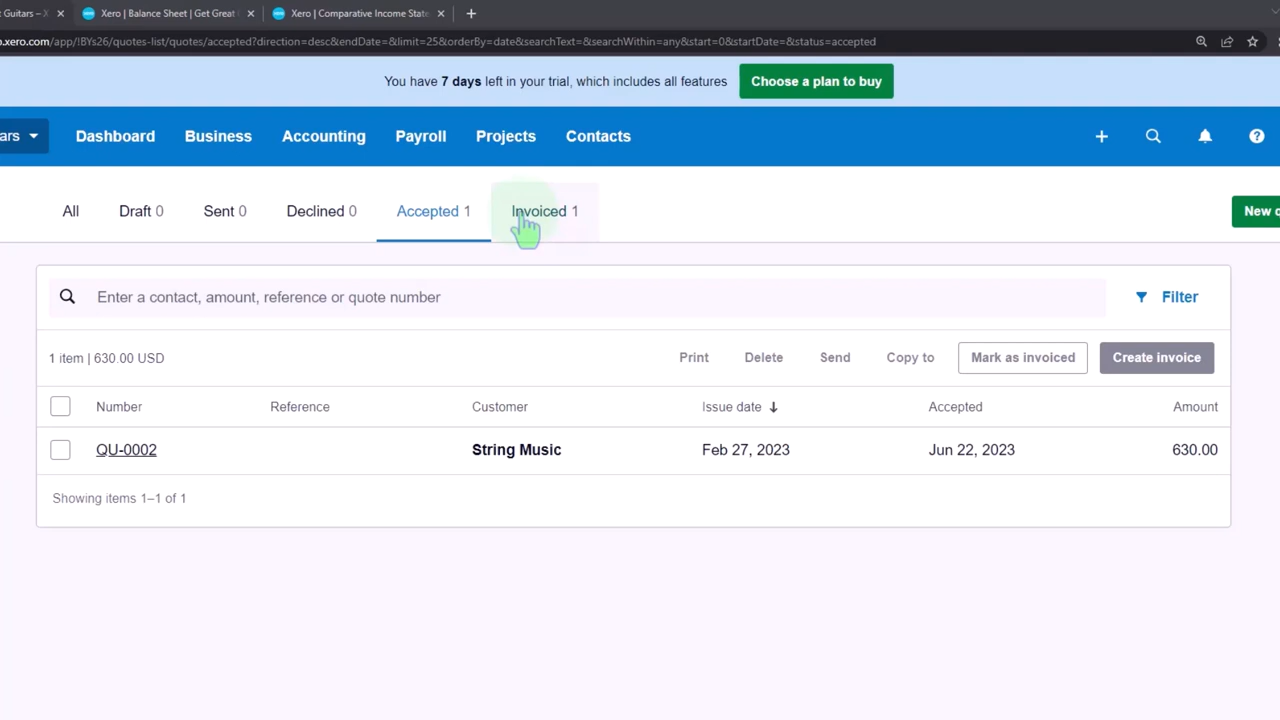 t Guitars – X
Xero | Balance Sheet | Get Great
Xero | Comparative Income State
o.xero.com/app/!BYs26/quotes-list/quotes/accepted?direction=desc&endDate=&limit=25&orderBy=date&searchText=&searchWithin=any&start=0&startDate=&status=accepted
You have 7 days left in your trial, which includes all features
Choose a plan to buy
ars
Dashboard
Business
Accounting
Payroll
Projects
Contacts
All
Draft 0
Sent 0
Declined 0
Accepted 1
Invoiced 1
New q
Enter a contact, amount, reference or quote number
Filter
1 item | 630.00 USD
Print
Delete
Send
Copy to
Mark as invoiced
Create invoice
Number
Reference
Customer
Issue date
Accepted
Amount
QU-0002
String Music
Feb 27, 2023
Jun 22, 2023
630.00
Showing items 1–1 of 1